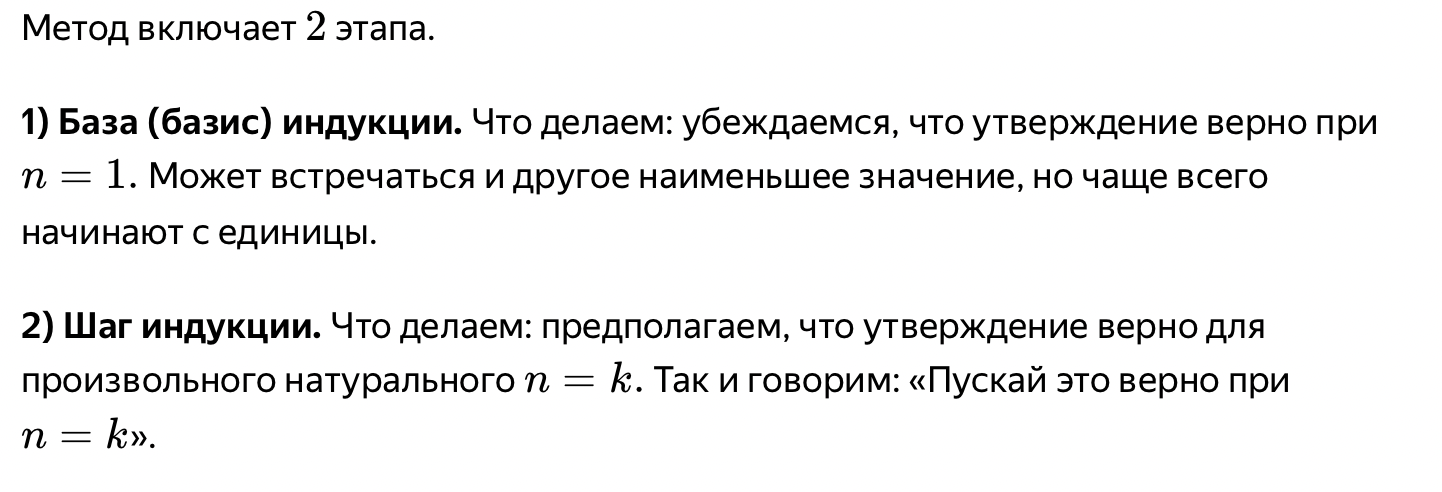 Метод включает 2 этапа.
1) База (базис) индукции. Что делаем: убеждаемся, что утверждение верно при
n = 1. Может встречаться и другое наименьшее значение, но чаще всего
начинают с единицы.
2) Шаг индукции. Что делаем: предполагаем, что утверждение верно для
произвольного натурального n = k. Так и говорим: «Пускай это верно при
n = k».